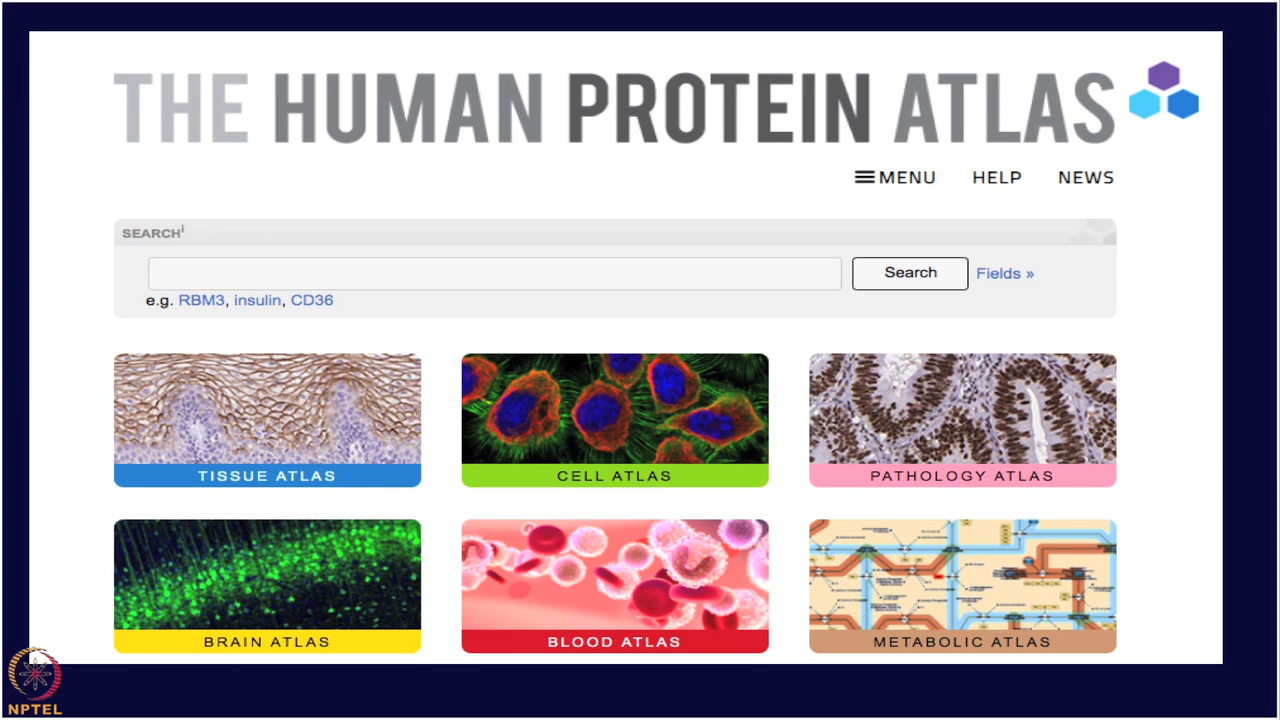 THE HUMAN PROTEIN ATLAS
MENU HELP NEWS
SEARCHi
Search Fields »
e.g. RBM3, insulin, CD36
TISSUE ATLAS CELL ATLAS PATHOLOGY ATLAS
BRAIN ATLAS BLOOD ATLAS METABOLIC ATLAS
NPTEL